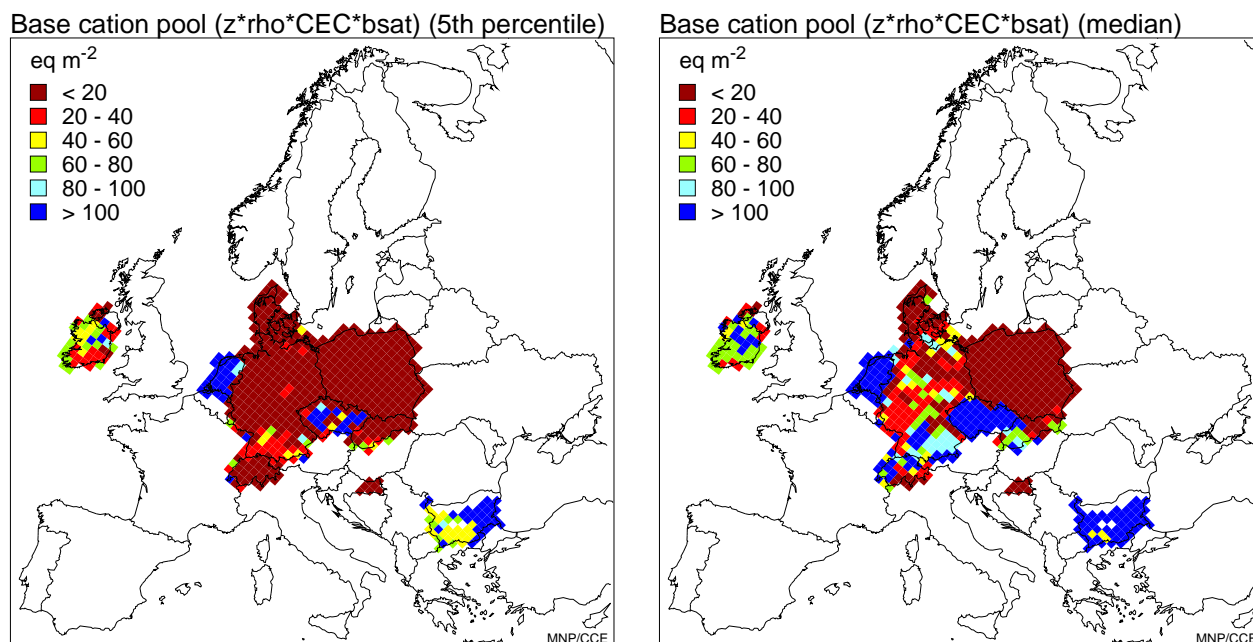 Base cation pool (z*rho*CEC*bsat) (5th percentile)
eq m⁻²
< 20
20 - 40
40 - 60
60 - 80
80 - 100
> 100
MNP/CCE
Base cation pool (z*rho*CEC*bsat) (median)
eq m⁻²
< 20
20 - 40
40 - 60
60 - 80
80 - 100
> 100
MNP/CCE